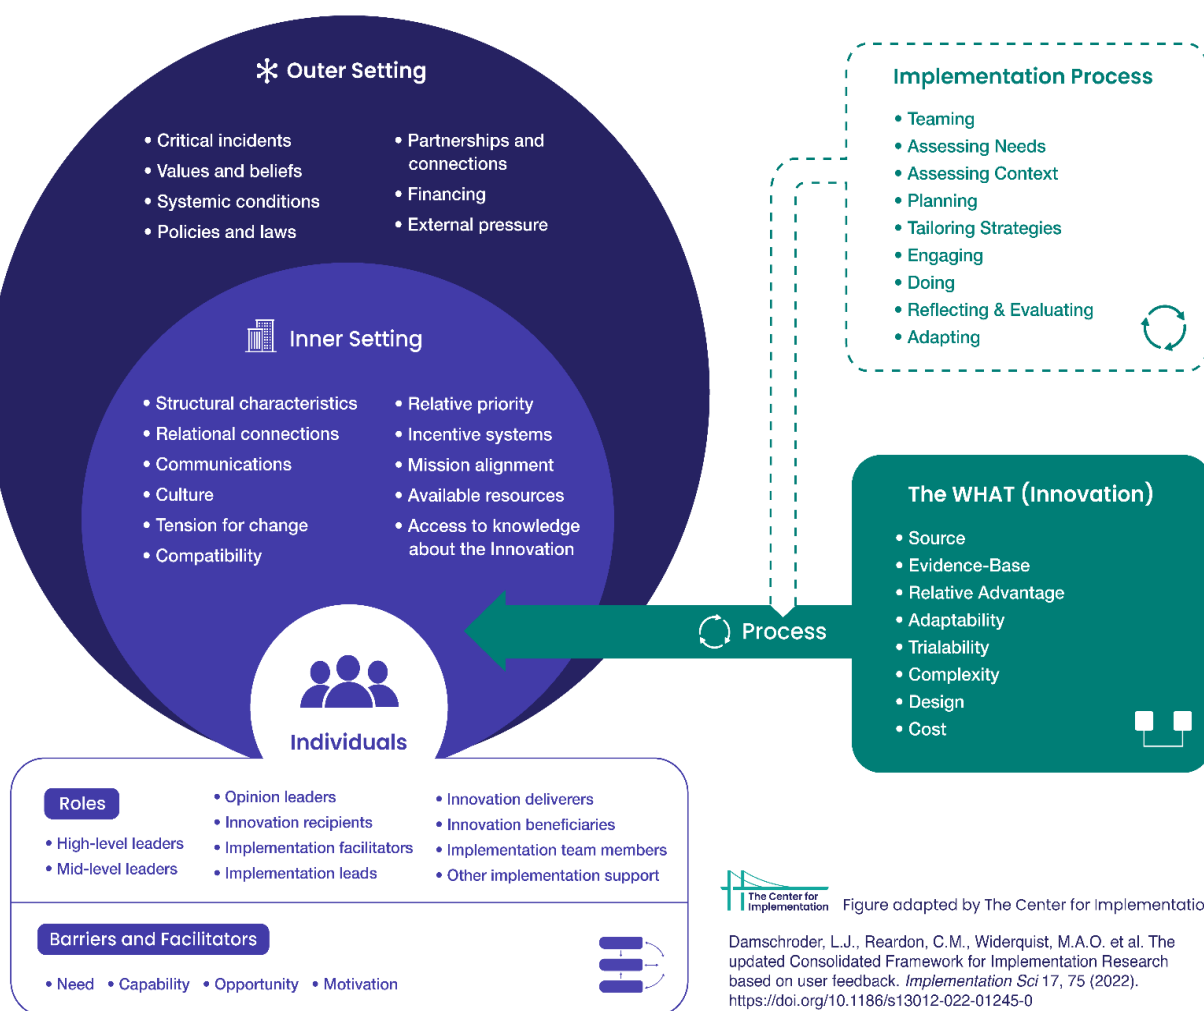 Outer Setting
• Critical incidents
• Values and beliefs
• Systemic conditions
• Policies and laws
• Partnerships and
connections
• Financing
• External pressure
Inner Setting
• Structural characteristics
• Relational connections
• Communications
• Culture
• Tension for change
• Compatibility
• Relative priority
• Incentive systems
• Mission alignment
• Available resources
• Access to knowledge
about the Innovation
Individuals
Roles
• High-level leaders
• Mid-level leaders
• Opinion leaders
• Innovation recipients
• Implementation facilitators
• Implementation leads
• Innovation deliverers
• Innovation beneficiaries
• Implementation team members
• Other implementation support
Barriers and Facilitators
• Need • Capability • Opportunity • Motivation
Implementation Process
• Teaming
• Assessing Needs
• Assessing Context
• Planning
• Tailoring Strategies
• Engaging
• Doing
• Reflecting & Evaluating
• Adapting
Process
The WHAT (Innovation)
• Source
• Evidence-Base
• Relative Advantage
• Adaptability
• Trialability
• Complexity
• Design
• Cost
The Center for
Implementation
Figure adapted by The Center for Implementatio
Damschroder, L.J., Reardon, C.M., Widerquist, M.A.O. et al. The
updated Consolidated Framework for Implementation Research
based on user feedback. Implementation Sci 17, 75 (2022).
https://doi.org/10.1186/s13012-022-01245-0